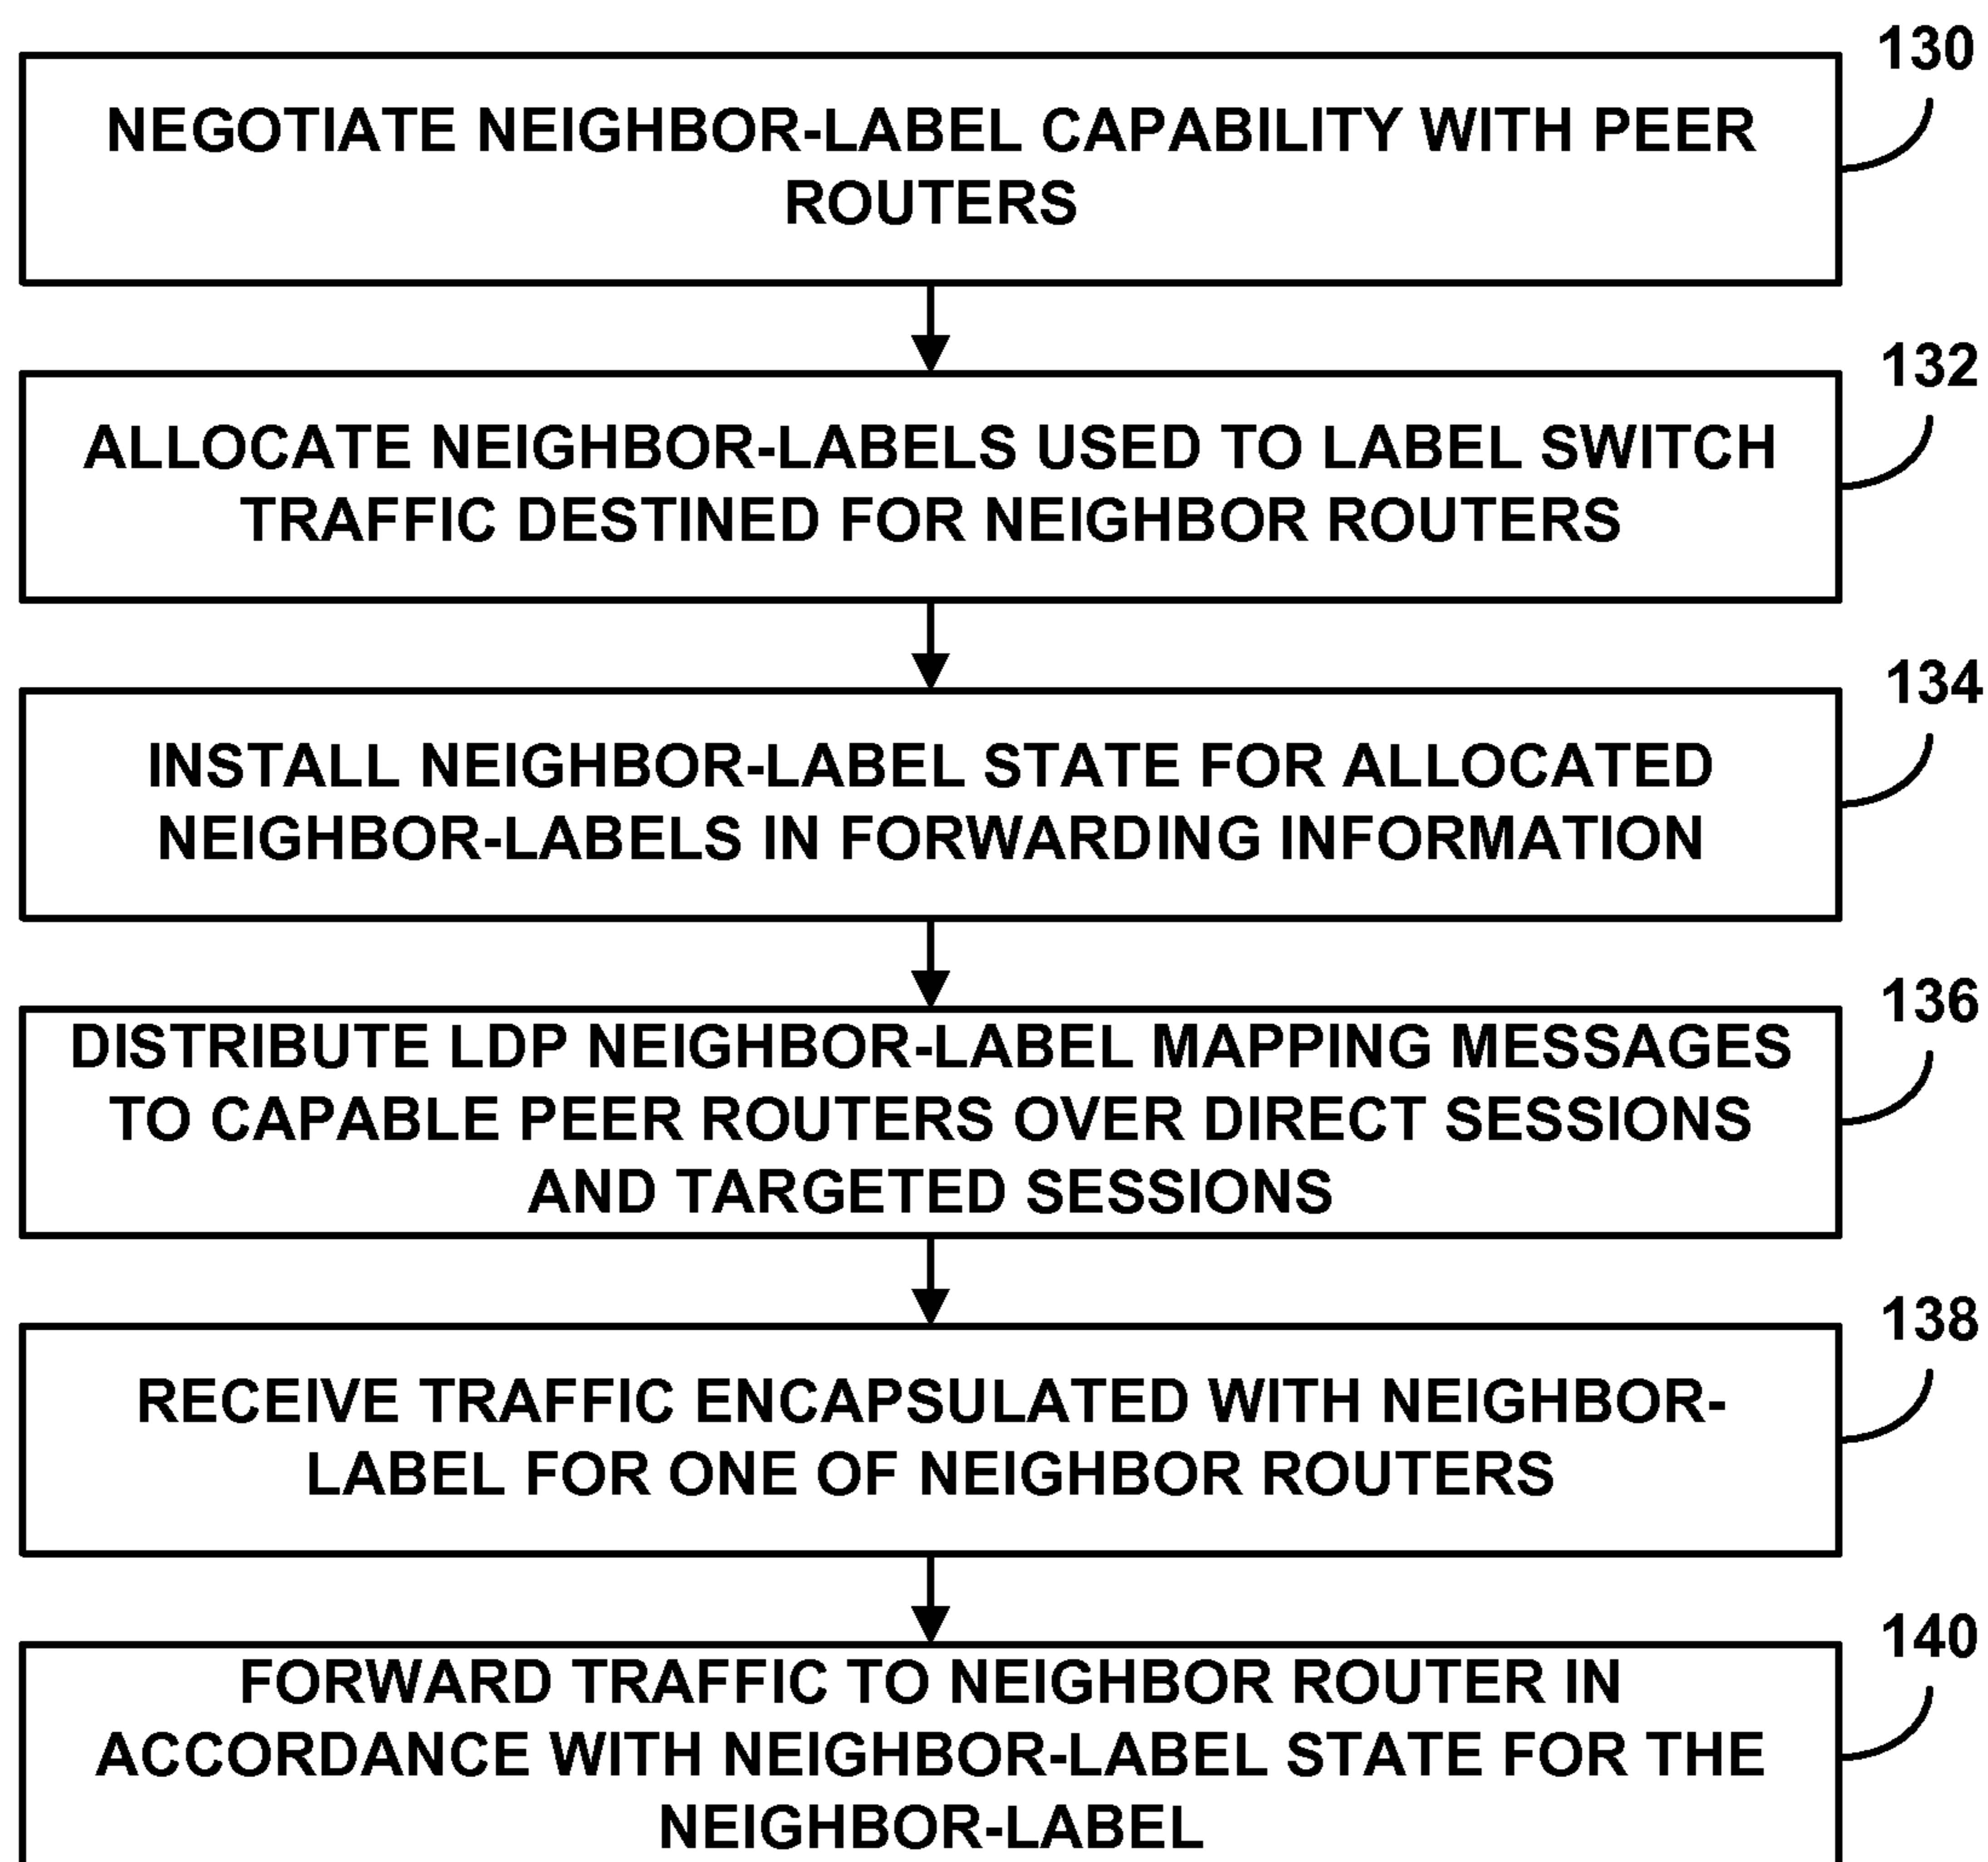 130
NEGOTIATE NEIGHBOR-LABEL CAPABILITY WITH PEER
ROUTERS
132
ALLOCATE NEIGHBOR-LABELS USED TO LABEL SWITCH
TRAFFIC DESTINED FOR NEIGHBOR ROUTERS
134
INSTALL NEIGHBOR-LABEL STATE FOR ALLOCATED
NEIGHBOR-LABELS IN FORWARDING INFORMATION
136
DISTRIBUTE LDP NEIGHBOR-LABEL MAPPING MESSAGES
TO CAPABLE PEER ROUTERS OVER DIRECT SESSIONS
AND TARGETED SESSIONS
138
RECEIVE TRAFFIC ENCAPSULATED WITH NEIGHBOR-
LABEL FOR ONE OF NEIGHBOR ROUTERS
140
FORWARD TRAFFIC TO NEIGHBOR ROUTER IN
ACCORDANCE WITH NEIGHBOR-LABEL STATE FOR THE
NEIGHBOR-LABEL